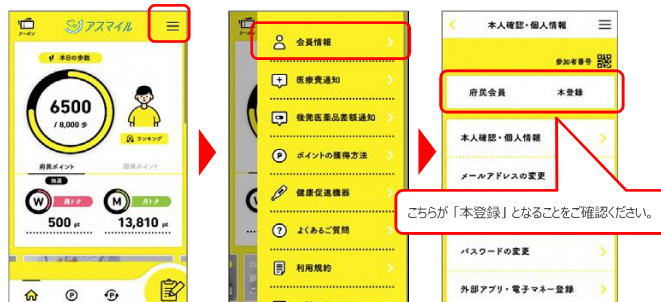 クーポン
アスマイル
本日の歩数
6500
/ 8,000 歩
ランキング
府民ポイント
国保ポイント
抽選
W 週トク
M 月トク
500 pt
13,810 pt
会員情報
医療費通知
後発医薬品差額通知
ポイントの獲得方法
健康促進機器
よくあるご質問
利用規約
本人確認・個人情報
参加者番号
府民会員 本登録
本人確認・個人情報
メールアドレスの変更
こちらが「本登録」となることをご確認ください。
パスワードの変更
外部アプリ・電子マネー登録